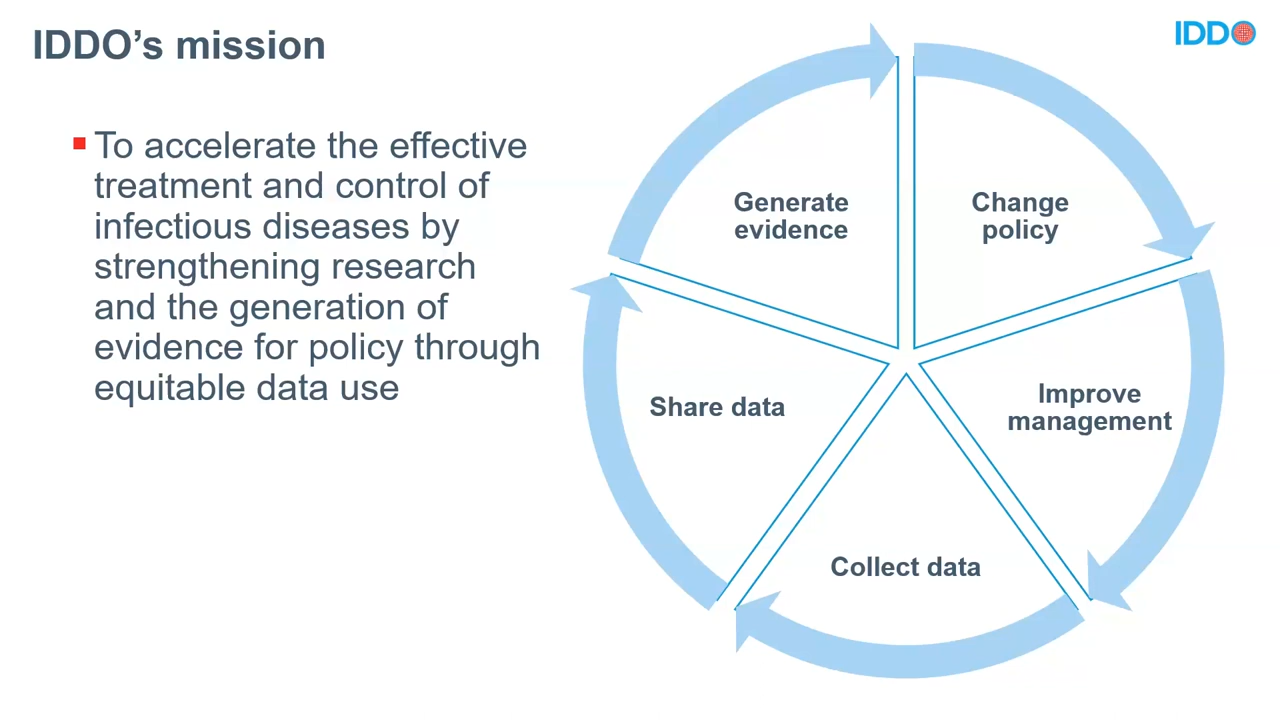 IDDO's mission
IDDO
To accelerate the effective
treatment and control of
infectious diseases by
strengthening research
and the generation of
evidence for policy through
equitable data use
Generate
evidence
Change
policy
Share data
Improve
management
Collect data